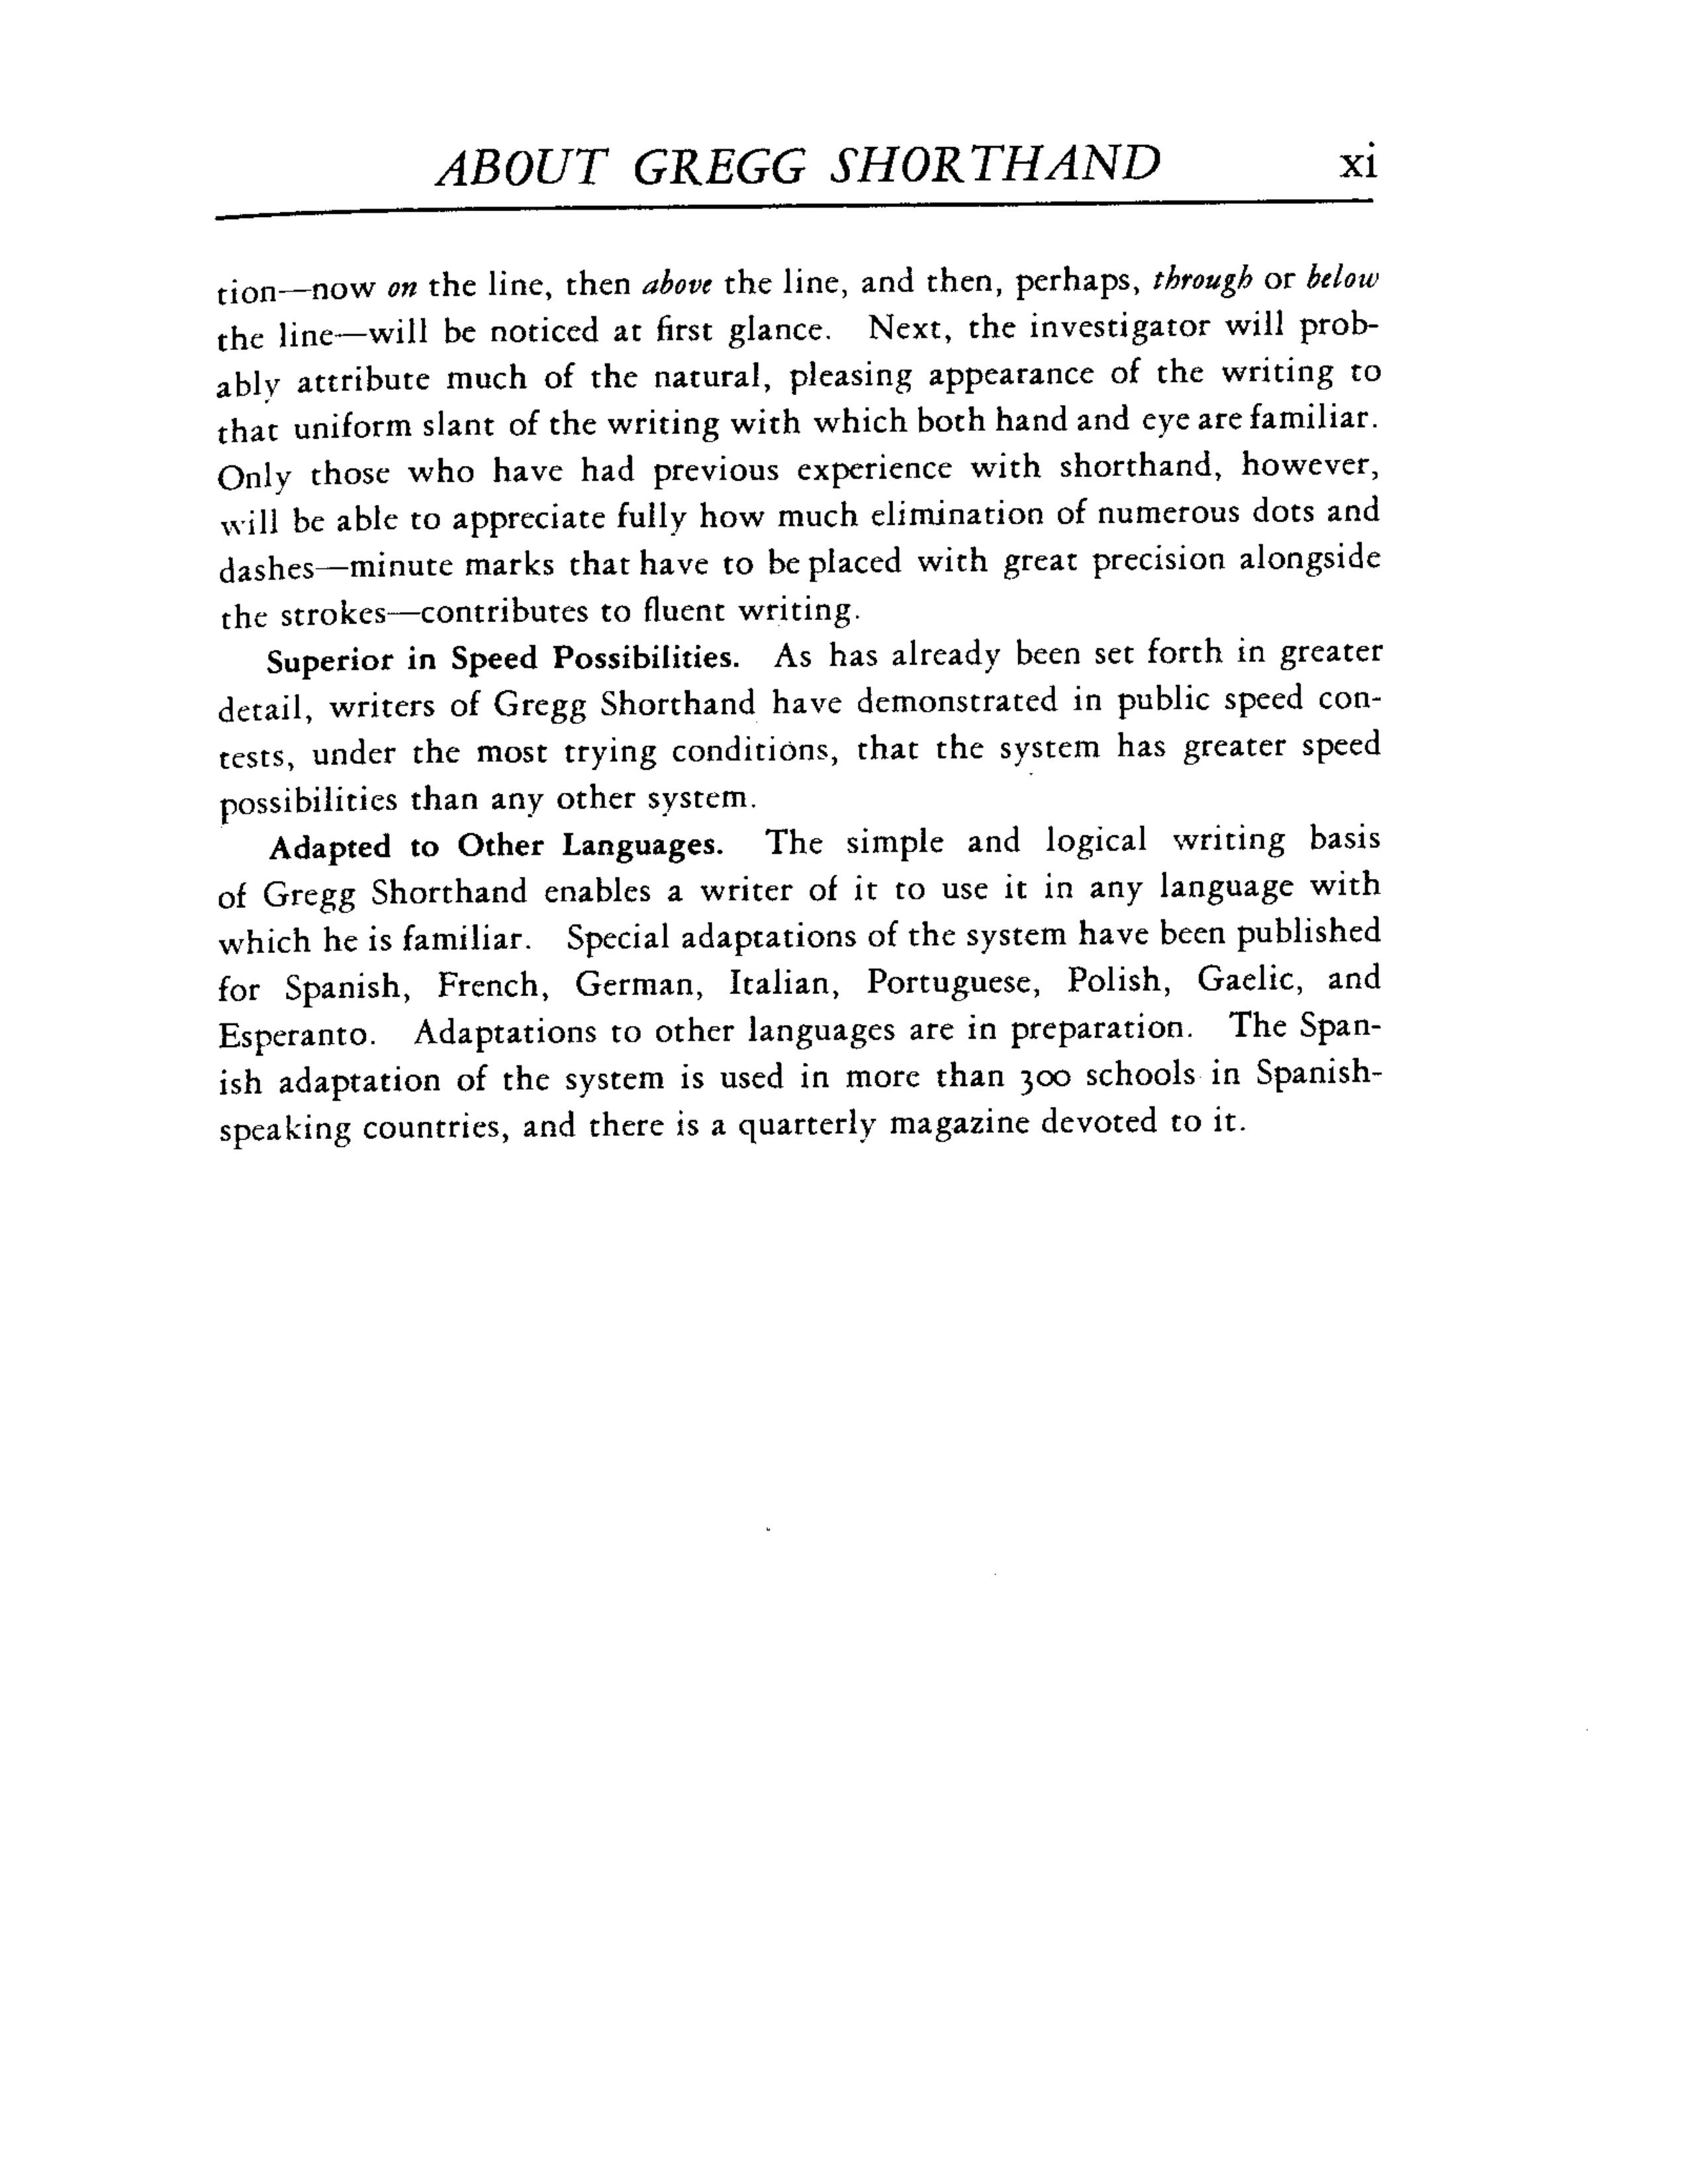 ABOUT GREGG SHORTHAND xi
tion—now on the line, then above the line, and then, perhaps, through or below
the line—will be noticed at first glance. Next, the investigator will prob-
ably attribute much of the natural, pleasing appearance of the writing to
that uniform slant of the writing with which both hand and eye are familiar.
Only those who have had previous experience with shorthand, however,
will be able to appreciate fully how much elimination of numerous dots and
dashes—minute marks that have to be placed with great precision alongside
the strokes—contributes to fluent writing.
Superior in Speed Possibilities. As has already been set forth in greater
detail, writers of Gregg Shorthand have demonstrated in public speed con-
tests, under the most trying conditions, that the system has greater speed
possibilities than any other system.
Adapted to Other Languages. The simple and logical writing basis
of Gregg Shorthand enables a writer of it to use it in any language with
which he is familiar. Special adaptations of the system have been published
for Spanish, French, German, Italian, Portuguese, Polish, Gaelic, and
Esperanto. Adaptations to other languages are in preparation. The Span-
ish adaptation of the system is used in more than 300 schools in Spanish-
speaking countries, and there is a quarterly magazine devoted to it.